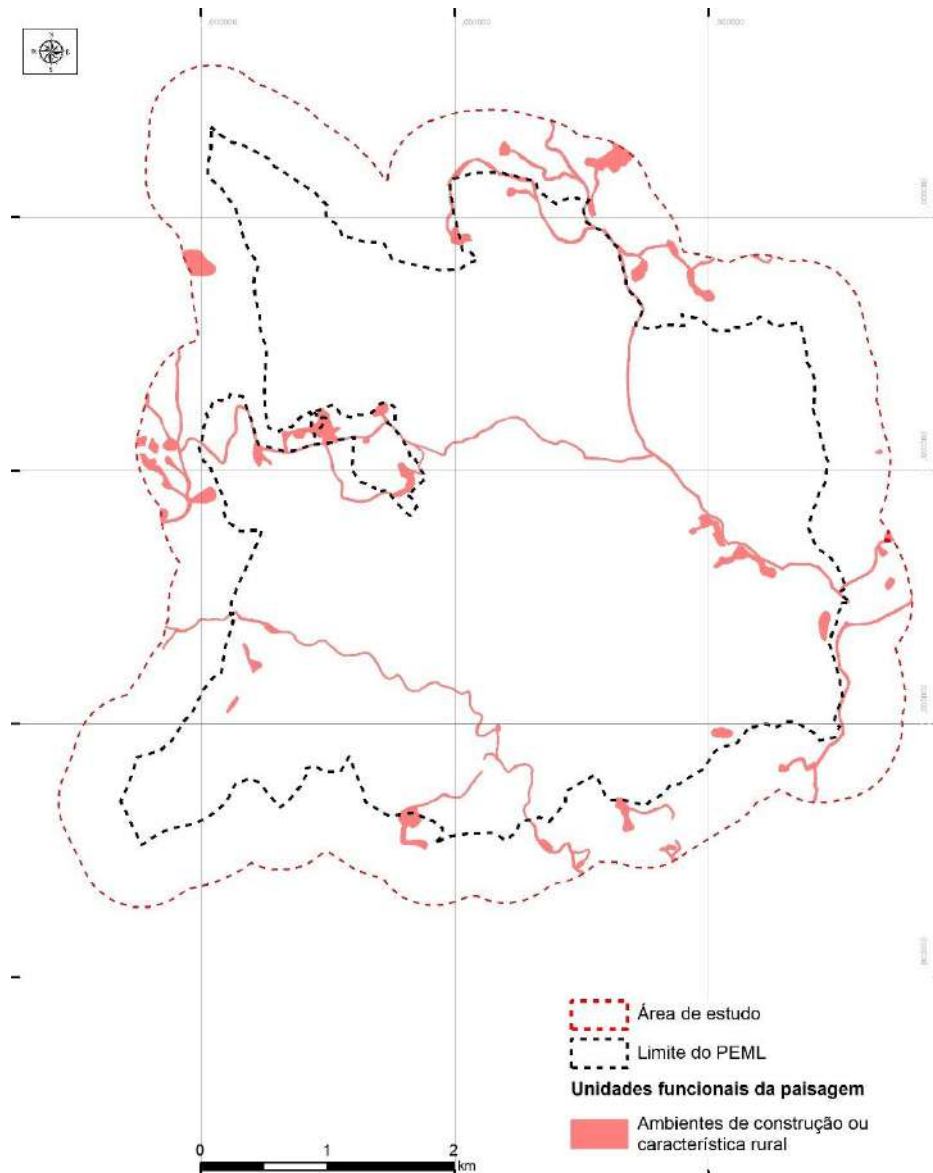 N
E
S
Área de estudo
Limite do PEML
Unidades funcionais da paisagem
Ambientes de construção ou
característica rural
0 1 2
km